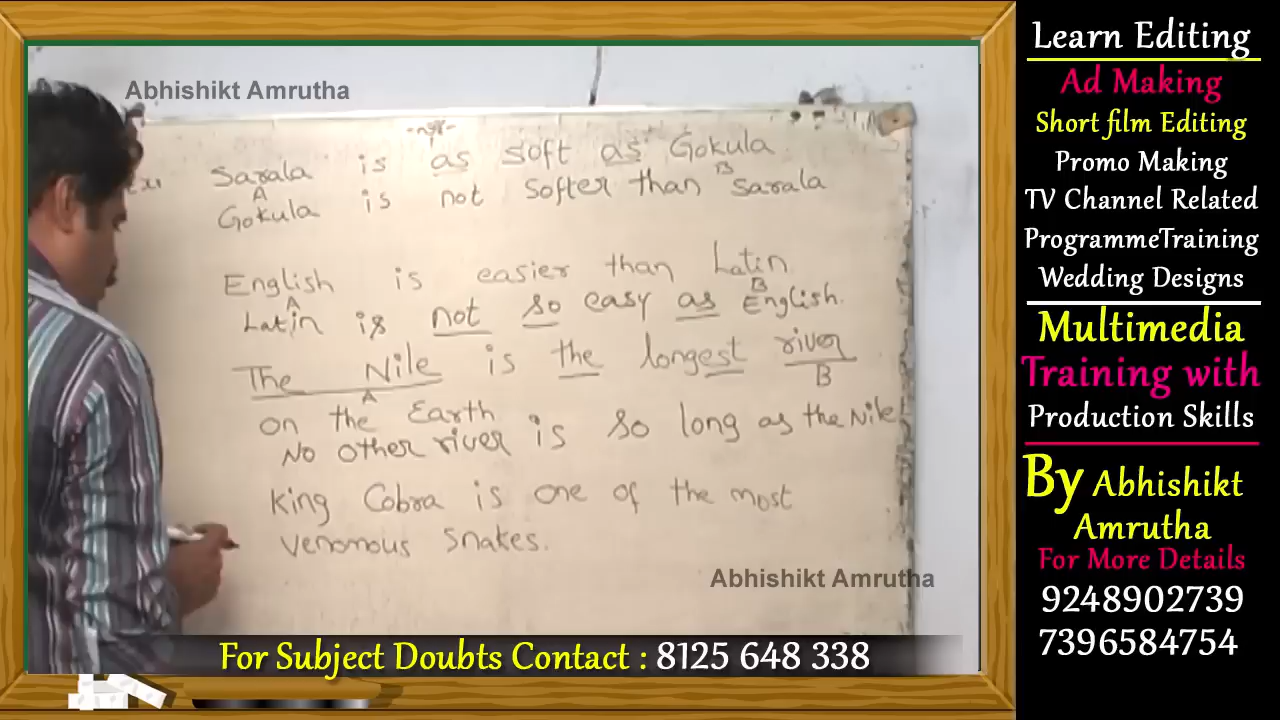 Abhishikt Amrutha
Sarala is as soft as Gokula
A B
Gokula is not softer than Sarala
English is easier than Latin
A B
Latin is not so easy as English.
The Nile is the longest river
A B
on the Earth
No other river is so long as the Nile
King Cobra is one of the most
venomous snakes.
Abhishikt Amrutha
For Subject Doubts Contact : 8125 648 338
Learn Editing
Ad Making
Short film Editing
Promo Making
TV Channel Related
ProgrammeTraining
Wedding Designs
Multimedia
Training with
Production Skills
By Abhishikt
Amrutha
For More Details
9248902739
7396584754